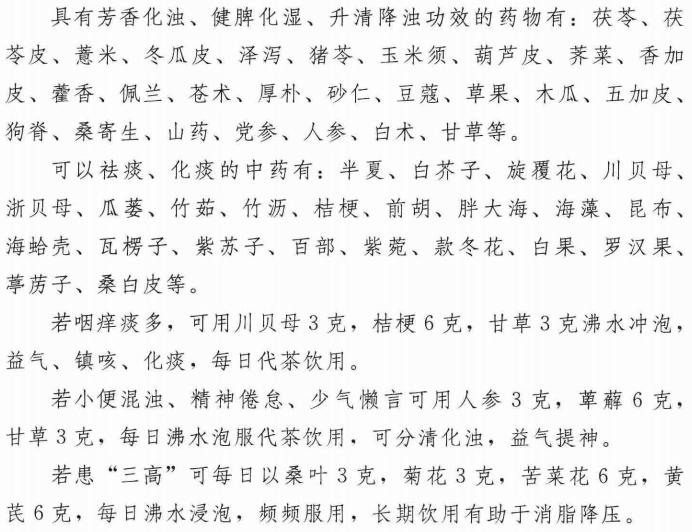 具有芳香化浊、健脾化湿、升清降浊功效的药物有：茯苓、茯
苓皮、薏米、冬瓜皮、泽泻、猪苓、玉米须、葫芦皮、荠菜、香加
皮、藿香、佩兰、苍术、厚朴、砂仁、豆蔻、草果、木瓜、五加皮、
狗脊、桑寄生、山药、党参、人参、白术、甘草等。
可以祛痰、化痰的中药有：半夏、白芥子、旋覆花、川贝母、
浙贝母、瓜蒌、竹茹、竹沥、桔梗、前胡、胖大海、海藻、昆布、
海蛤壳、瓦楞子、紫苏子、百部、紫菀、款冬花、白果、罗汉果、
葶苈子、桑白皮等。
若咽痒痰多，可用川贝母 3 克，桔梗 6 克，甘草 3 克沸水冲泡，
益气、镇咳、化痰，每日代茶饮用。
若小便混浊、精神倦怠、少气懒言可用人参 3 克，萆薢 6 克，
甘草 3 克，每日沸水泡服代茶饮用，可分清化浊，益气提神。
若患“三高”可每日以桑叶 3 克，菊花 3 克，苦菜花 6 克，黄
芪 6 克，每日沸水浸泡，频频服用，长期饮用有助于消脂降压。